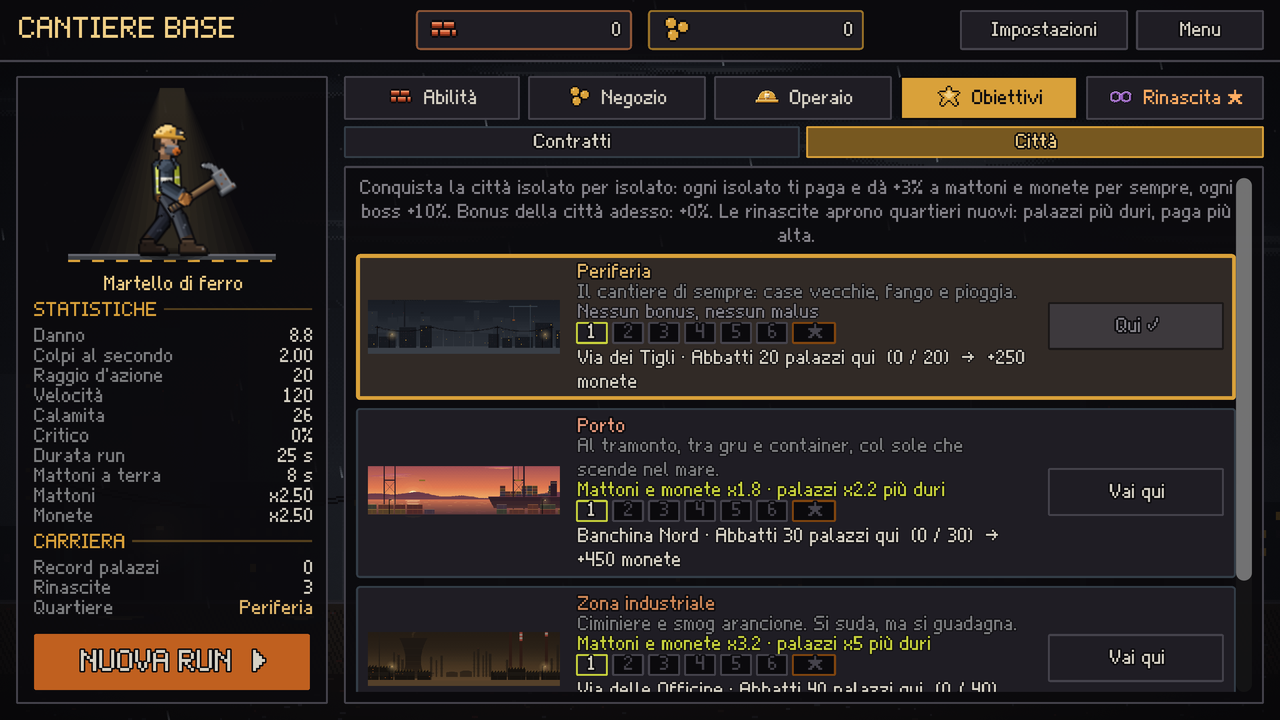 CANTIERE BASE
0
0
Impostazioni
Menu
Abilità
Negozio
Operaio
Obiettivi
Rinascita ★
Contratti
Città
Martello di ferro
STATISTICHE
Danno 8.8
Colpi al secondo 2.00
Raggio d'azione 20
Velocità 120
Calamita 26
Critico 0%
Durata run 25 s
Mattoni a terra 8 s
Mattoni x2.50
Monete x2.50
CARRIERA
Record palazzi 0
Rinascite 3
Quartiere Periferia
NUOVA RUN
Conquista la città isolato per isolato: ogni isolato ti paga e dà +3% a mattoni e monete per sempre, ogni
boss +10%. Bonus della città adesso: +0%. Le rinascite aprono quartieri nuovi: palazzi più duri, paga più
alta.
Periferia
Il cantiere di sempre: case vecchie, fango e pioggia.
Nessun bonus, nessun malus
1 2 3 4 5 6 ★
Via dei Tigli · Abbatti 20 palazzi qui (0 / 20) → +250
monete
Qui ✓
Porto
Al tramonto, tra gru e container, col sole che
scende nel mare.
Mattoni e monete x1.8 · palazzi x2.2 più duri
1 2 3 4 5 6 ★
Banchina Nord · Abbatti 30 palazzi qui (0 / 30) →
+450 monete
Vai qui
Zona industriale
Ciminiere e smog arancione. Si suda, ma si guadagna.
Mattoni e monete x3.2 · palazzi x5 più duri
1 2 3 4 5 6 ★
Via delle Officine · Abbatti 40 palazzi qui (0 / 40)
Vai qui